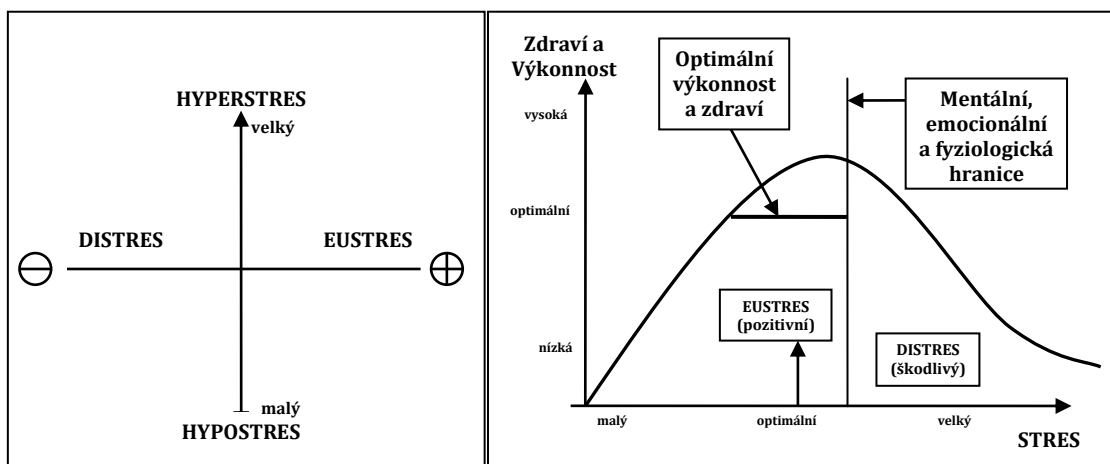 HYPERSTRES
velký
DISTRES
EUSTRES
malý
HYPOSTRES
Zdraví a
Výkonnost
vysoká
optimální
nízká
Optimální
výkonnost
a zdraví
Mentální,
emocionální
a fyziologická
hranice
EUSTRES
(pozitivní)
DISTRES
(škodlivý)
malý
optimální
velký
STRES